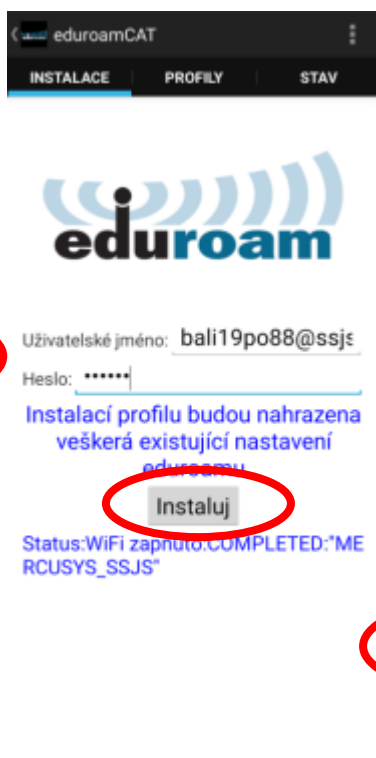 eduroamCAT
INSTALACE PROFILY STAV
eduroam
Uživatelské jméno: bali19po88@ssjs
Heslo: ••••••
Instalací profilu budou nahrazena
veškerá existující nastavení
eduroamu
Instaluj
Status:WiFi zapnuto:COMPLETED:"ME
RCUSYS_SSJS"